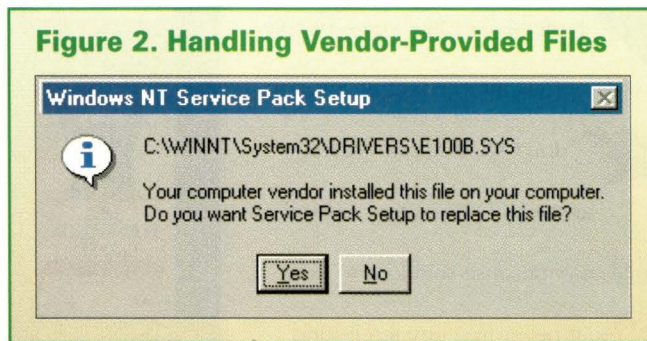 Figure 2. Handling Vendor-Provided Files
Windows NT Service Pack Setup
C:\WINNT\System32\DRIVERS\E100B.SYS
Your computer vendor installed this file on your computer.
Do you want Service Pack Setup to replace this file?
Yes No